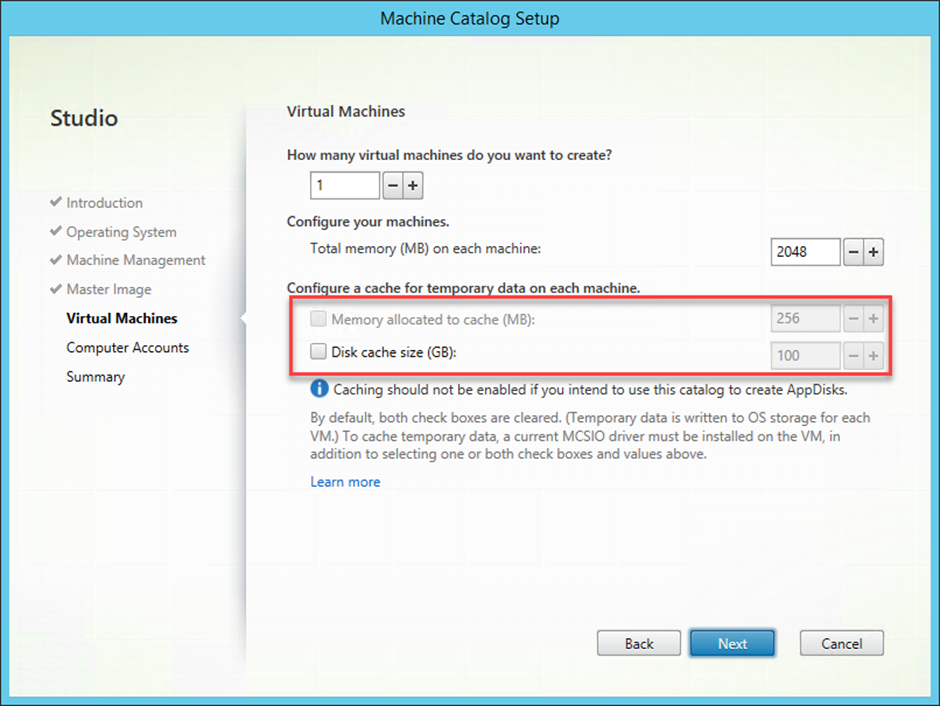 Machine Catalog Setup
Studio
Introduction
Operating System
Machine Management
Master Image
Virtual Machines
Computer Accounts
Summary
Virtual Machines
How many virtual machines do you want to create?
1 − +
Configure your machines.
Total memory (MB) on each machine: 2048 − +
Configure a cache for temporary data on each machine.
Memory allocated to cache (MB): 256 − +
Disk cache size (GB): 100 − +
Caching should not be enabled if you intend to use this catalog to create AppDisks.
By default, both check boxes are cleared. (Temporary data is written to OS storage for each
VM.) To cache temporary data, a current MCSIO driver must be installed on the VM, in
addition to selecting one or both check boxes and values above.
Learn more
Back Next Cancel